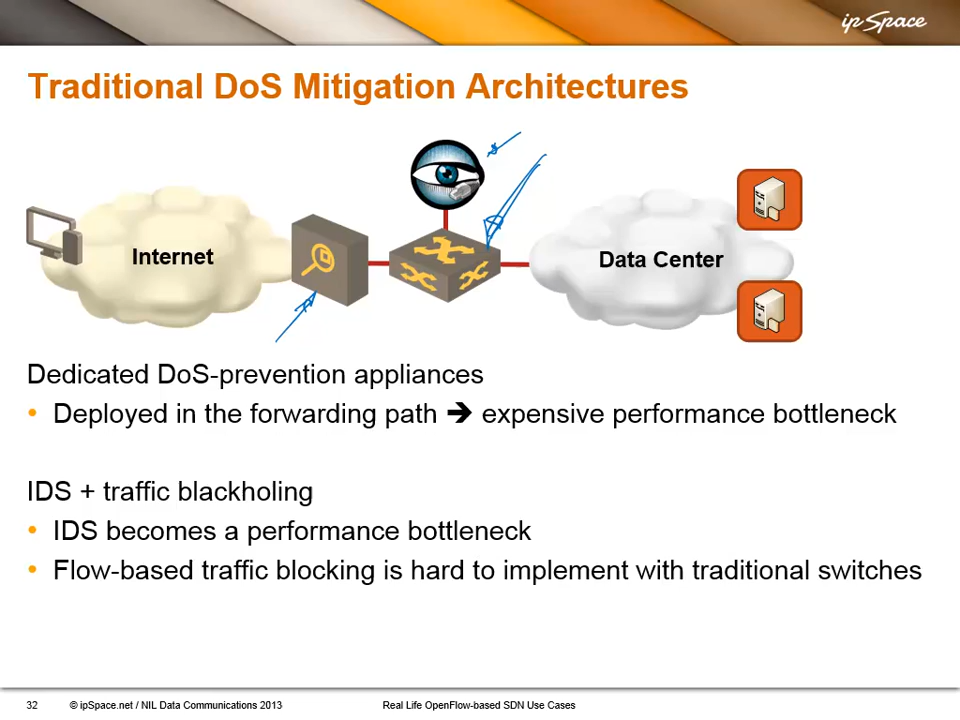 ipSpace
Traditional DoS Mitigation Architectures
Internet
Data Center
Dedicated DoS-prevention appliances
• Deployed in the forwarding path ➔ expensive performance bottleneck
IDS + traffic blackholing
• IDS becomes a performance bottleneck
• Flow-based traffic blocking is hard to implement with traditional switches
32 © ipSpace.net / NIL Data Communications 2013 Real Life OpenFlow-based SDN Use Cases